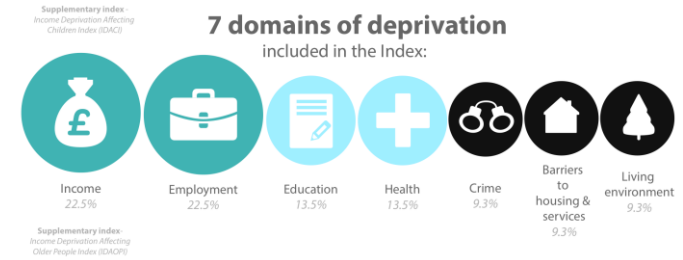 Supplementary index -
Income Deprivation Affecting
Children Index (IDACI)
7 domains of deprivation
included in the Index:
£
Income
22.5%
Employment
22.5%
Education
13.5%
Health
13.5%
Crime
9.3%
Barriers
to
housing &
services
9.3%
Living
environment
9.3%
Supplementary index-
Income Deprivation Affecting
Older People Index (IDAOPI)